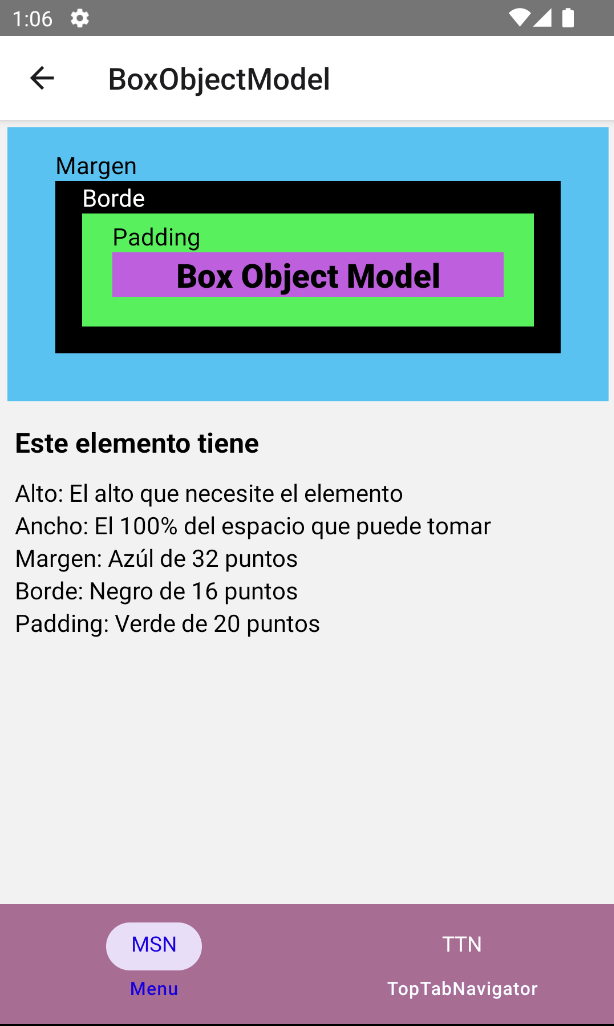 1:06
BoxObjectModel
Margen
Borde
Padding
Box Object Model
Este elemento tiene
Alto: El alto que necesite el elemento
Ancho: El 100% del espacio que puede tomar
Margen: Azúl de 32 puntos
Borde: Negro de 16 puntos
Padding: Verde de 20 puntos
MSN TTN
Menu TopTabNavigator